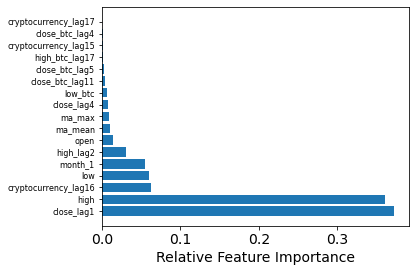 cryptocurrency_lag17
close_btc_lag4
cryptocurrency_lag15
high_btc_lag17
close_btc_lag5
close_btc_lag11
low_btc
close_lag4
ma_max
ma_mean
open
high_lag2
month_1
low
cryptocurrency_lag16
high
close_lag1
0.0 0.1 0.2 0.3
Relative Feature Importance